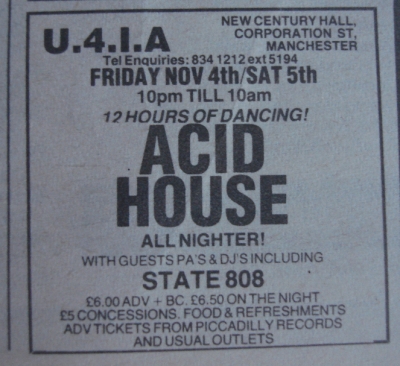 U.4.I.A
NEW CENTURY HALL,
CORPORATION ST,
MANCHESTER
Tel Enquiries: 834 1212 ext 5194
FRIDAY NOV 4th/SAT 5th
10pm TILL 10am
12 HOURS OF DANCING!
ACID
HOUSE
ALL NIGHTER!
WITH GUESTS PA'S & DJ'S INCLUDING
STATE 808
£6.00 ADV + BC. £6.50 ON THE NIGHT
£5 CONCESSIONS. FOOD & REFRESHMENTS
ADV TICKETS FROM PICCADILLY RECORDS
AND USUAL OUTLETS